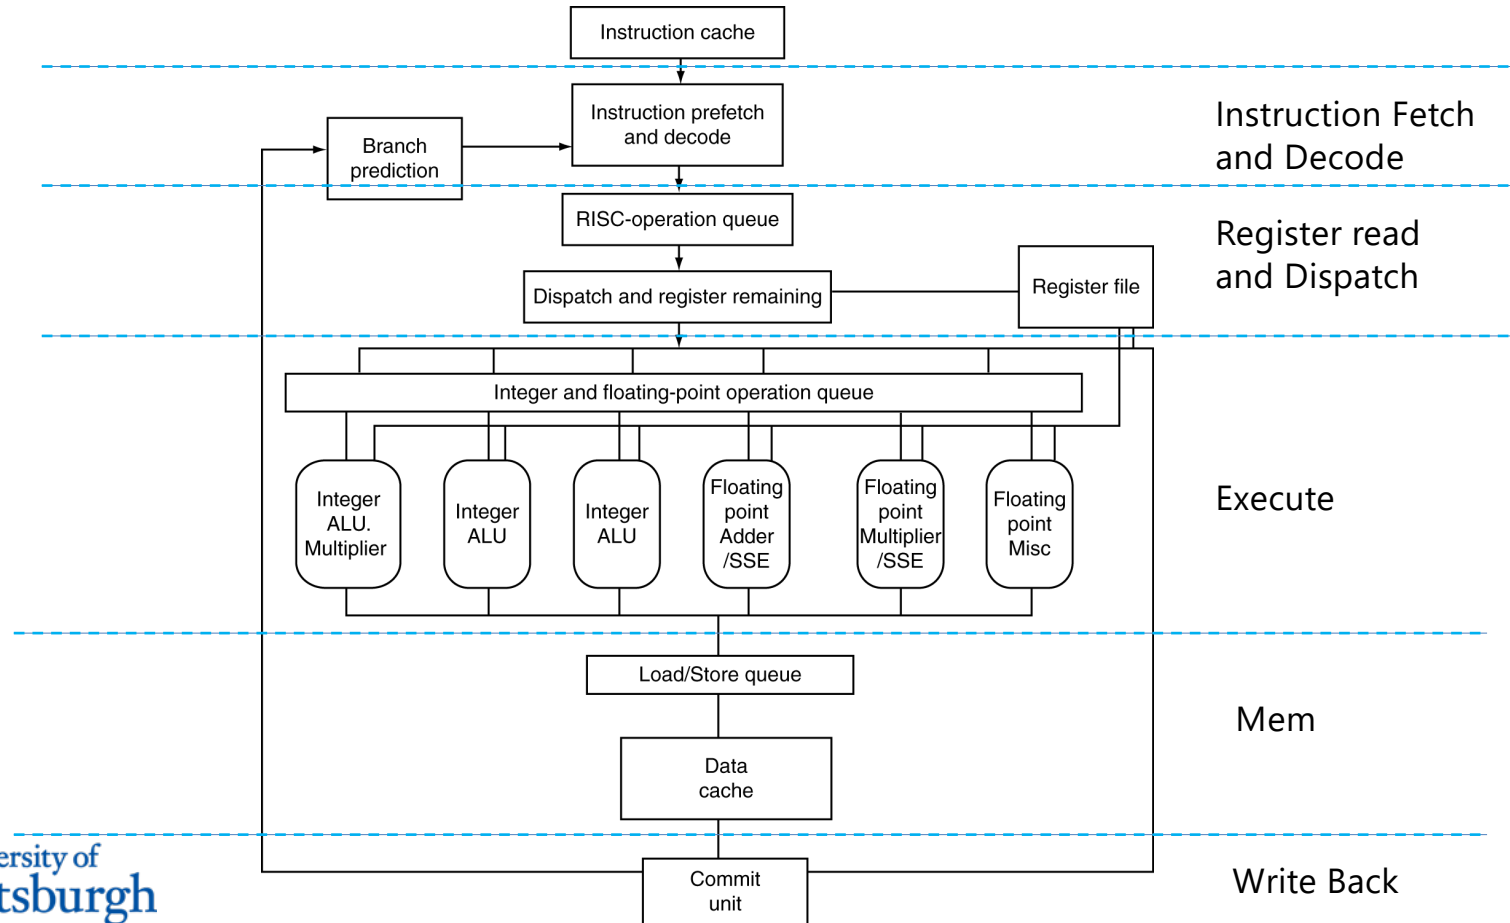 Instruction cache
Instruction prefetch
and decode
Instruction Fetch
and Decode
Branch
prediction
RISC-operation queue
Register read
and Dispatch
Register file
Dispatch and register remaining
Integer and floating-point operation queue
Integer
ALU.
Multiplier
Integer
ALU
Integer
ALU
Floating
point
Adder
/SSE
Floating
point
Multiplier
/SSE
Floating
point
Misc
Execute
Load/Store queue
Mem
Data
cache
ersity of
tsburgh
Commit
unit
Write Back